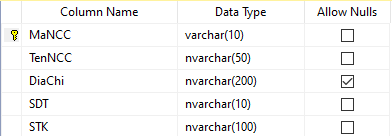 Column Name Data Type Allow Nulls
MaNCC varchar(10)
TenNCC nvarchar(50)
DiaChi nvarchar(200)
SDT nvarchar(10)
STK nvarchar(100)